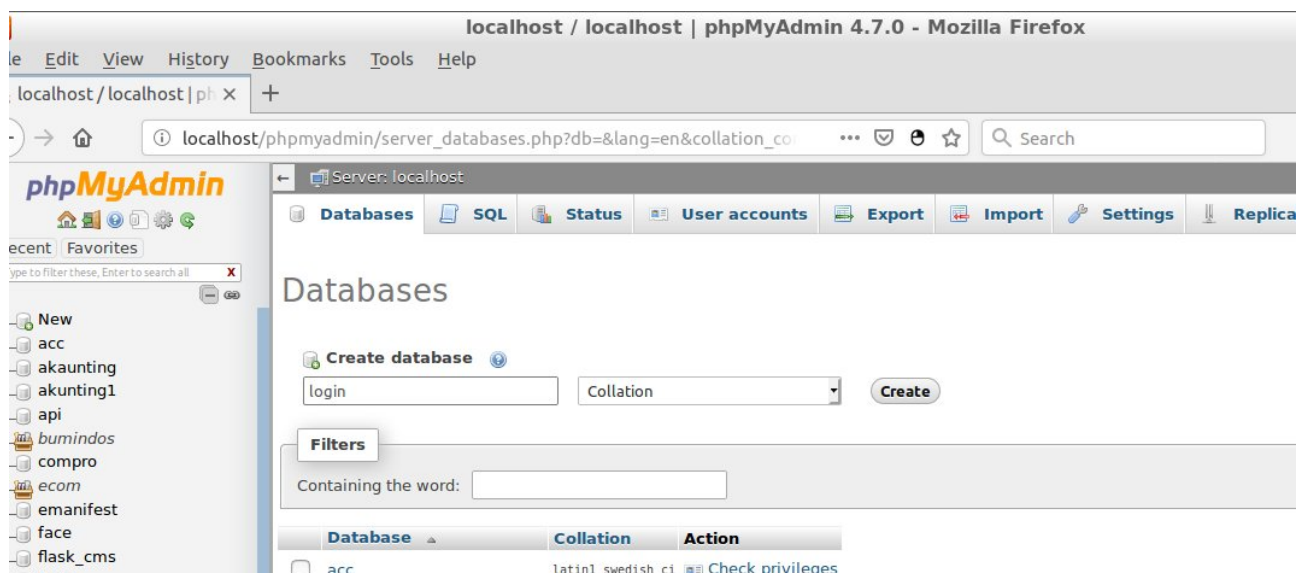 localhost / localhost | phpMyAdmin 4.7.0 - Mozilla Firefox
le Edit View History Bookmarks Tools Help
localhost / localhost | ph × +
localhost/phpmyadmin/server_databases.php?db=&lang=en&collation_co ••• Search
phpMyAdmin
ecent Favorites
ype to filter these, Enter to search all X
New
acc
akaunting
akunting1
api
bumindos
compro
ecom
emanifest
face
flask_cms
← Server: localhost
Databases SQL Status User accounts Export Import Settings Replica
Databases
Create database
login Collation Create
Filters
Containing the word:
Database Collation Action
acc latin1_swedish_ci Check privileges